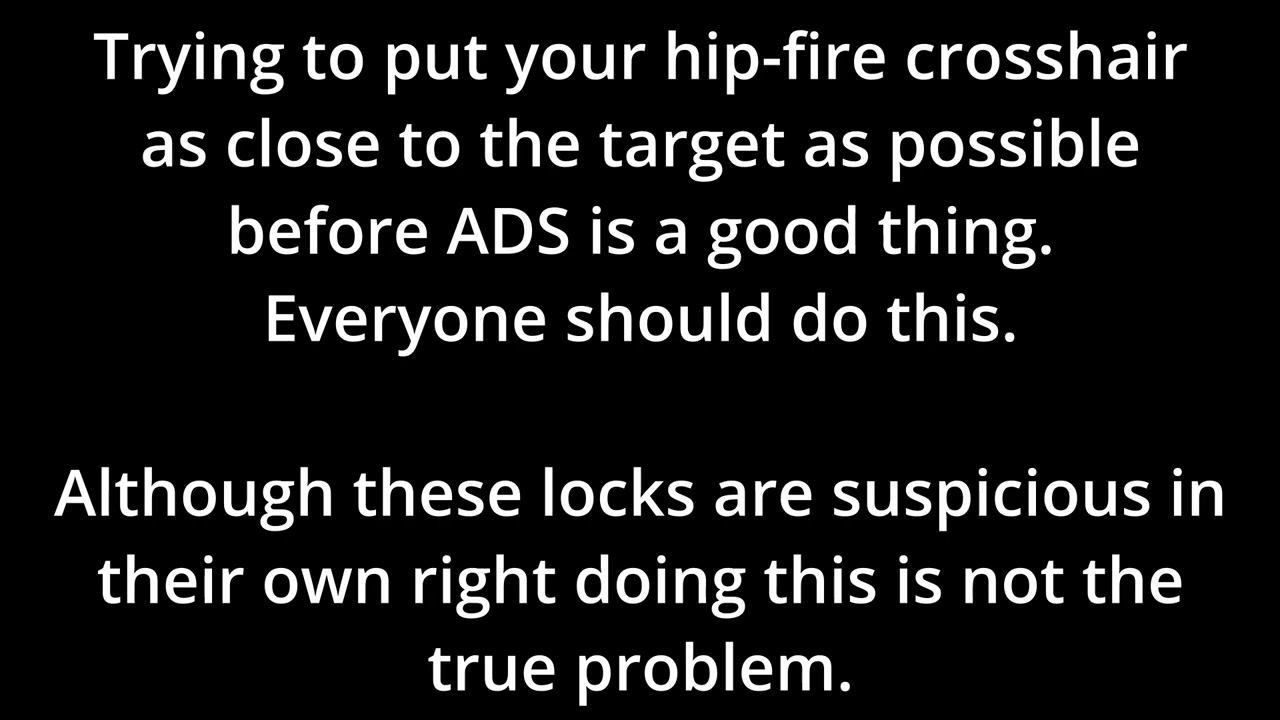 Trying to put your hip-fire crosshair
as close to the target as possible
before ADS is a good thing.
Everyone should do this.
Although these locks are suspicious in
their own right doing this is not the
true problem.